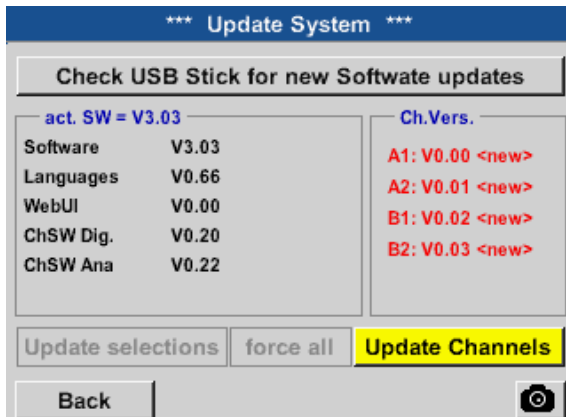 *** Update System ***
Check USB Stick for new Softwate updates
act. SW = V3.03
Software V3.03
Languages V0.66
WebUI V0.00
ChSW Dig. V0.20
ChSW Ana V0.22
Ch.Vers.
A1: V0.00 <new>
A2: V0.01 <new>
B1: V0.02 <new>
B2: V0.03 <new>
Update selections force all Update Channels
Back